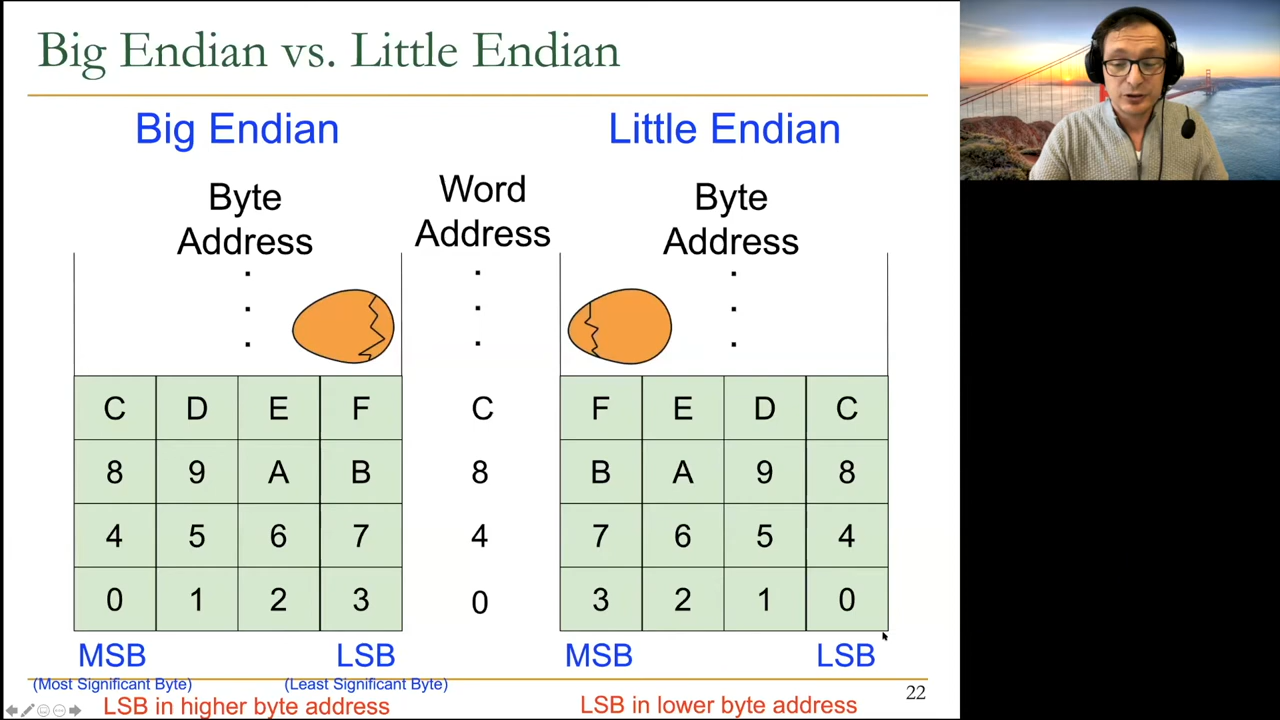 Big Endian vs. Little Endian
Big Endian
Little Endian
Byte
Address
Word
Address
Byte
Address
. . .
. . .
. . .
C D E F C F E D C
8 9 A B 8 B A 9 8
4 5 6 7 4 7 6 5 4
0 1 2 3 0 3 2 1 0
MSB LSB MSB LSB
(Most Significant Byte) (Least Significant Byte)
LSB in higher byte address
LSB in lower byte address
22